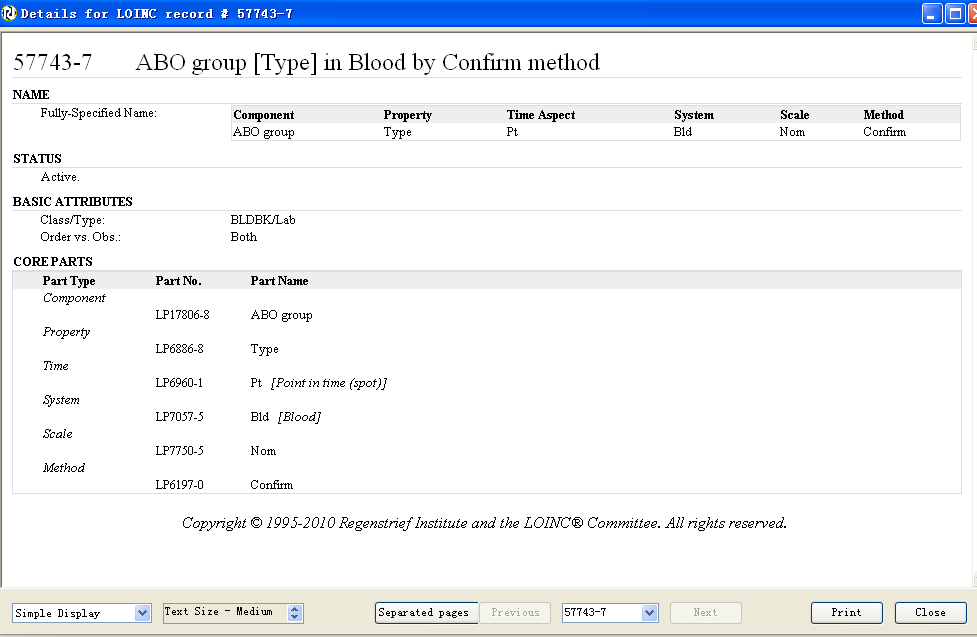 Details for LOINC record # 57743-7
57743-7 ABO group [Type] in Blood by Confirm method
NAME
Fully-Specified Name: Component Property Time Aspect System Scale Method
ABO group Type Pt Bld Nom Confirm
STATUS
Active.
BASIC ATTRIBUTES
Class/Type: BLDBK/Lab
Order vs. Obs.: Both
CORE PARTS
Part Type Part No. Part Name
Component
LP17806-8 ABO group
Property
LP6886-8 Type
Time
LP6960-1 Pt [Point in time (spot)]
System
LP7057-5 Bld [Blood]
Scale
LP7750-5 Nom
Method
LP6197-0 Confirm
Copyright © 1995-2010 Regenstrief Institute and the LOINC® Committee. All rights reserved.
Simple Display Text Size - Medium Separated pages Previous 57743-7 Next Print Close